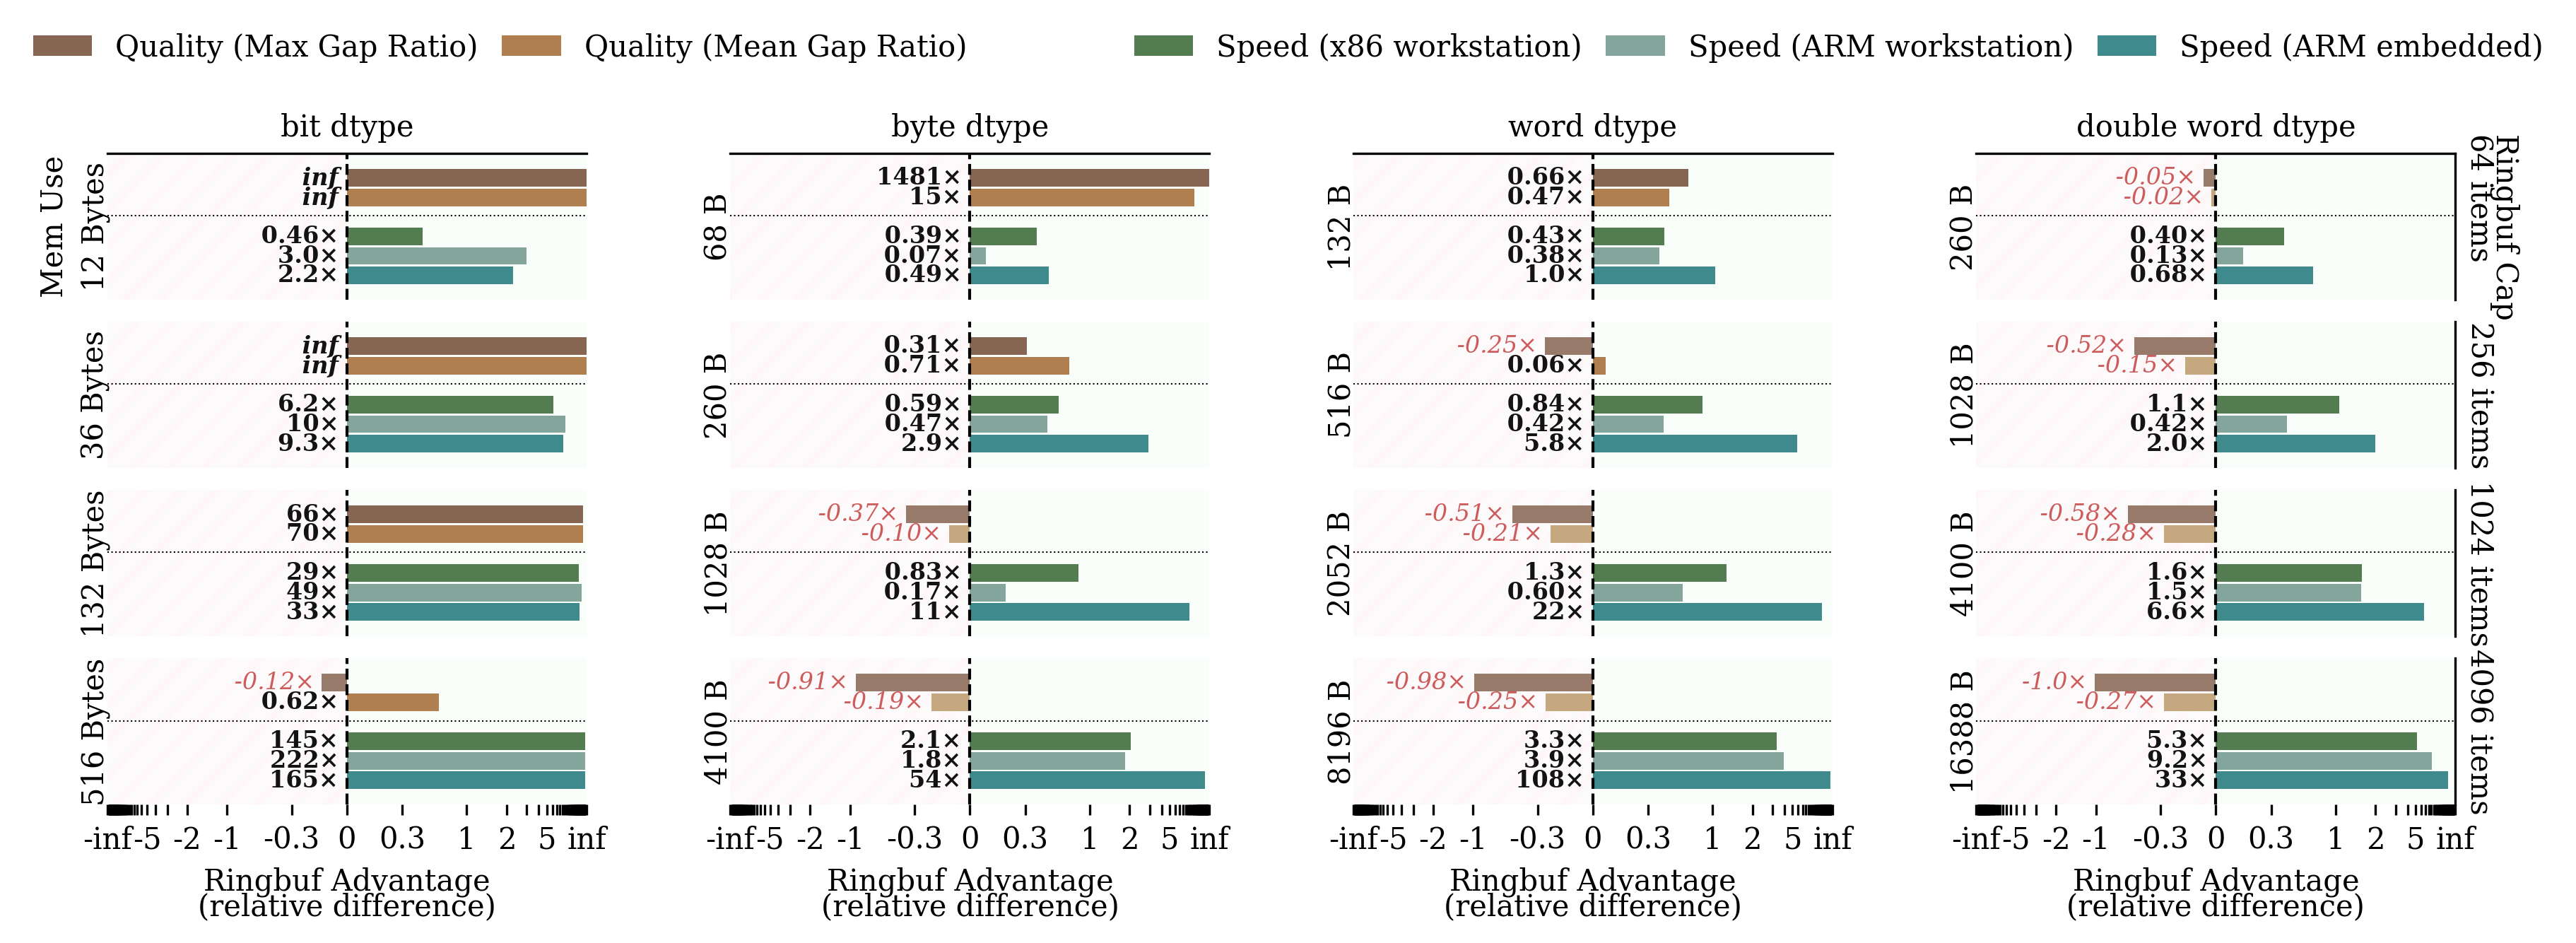 Quality (Max Gap Ratio) Quality (Mean Gap Ratio) Speed (x86 workstation) Speed (ARM workstation) Speed (ARM embedded)
bit dtype byte dtype word dtype double word dtype
Mem Use
Ringbuf Cap
12 Bytes
inf
inf
0.46×
3.0×
2.2×
68 B
1481×
15×
0.39×
0.07×
0.49×
132 B
0.66×
0.47×
0.43×
0.38×
1.0×
260 B
-0.05×
-0.02×
0.40×
0.13×
0.68×
64 items
36 Bytes
inf
inf
6.2×
10×
9.3×
260 B
0.31×
0.71×
0.59×
0.47×
2.9×
516 B
-0.25×
0.06×
0.84×
0.42×
5.8×
1028 B
-0.52×
-0.15×
1.1×
0.42×
2.0×
256 items
132 Bytes
66×
70×
29×
49×
33×
1028 B
-0.37×
-0.10×
0.83×
0.17×
11×
2052 B
-0.51×
-0.21×
1.3×
0.60×
22×
4100 B
-0.58×
-0.28×
1.6×
1.5×
6.6×
1024 items
516 Bytes
-0.12×
0.62×
145×
222×
165×
4100 B
-0.91×
-0.19×
2.1×
1.8×
54×
8196 B
-0.98×
-0.25×
3.3×
3.9×
108×
16388 B
-1.0×
-0.27×
5.3×
9.2×
33×
4096 items
-inf -5 -2 -1 -0.3 0 0.3 1 2 5 inf
-inf -5 -2 -1 -0.3 0 0.3 1 2 5 inf
-inf -5 -2 -1 -0.3 0 0.3 1 2 5 inf
-inf -5 -2 -1 -0.3 0 0.3 1 2 5 inf
Ringbuf Advantage
(relative difference)
Ringbuf Advantage
(relative difference)
Ringbuf Advantage
(relative difference)
Ringbuf Advantage
(relative difference)